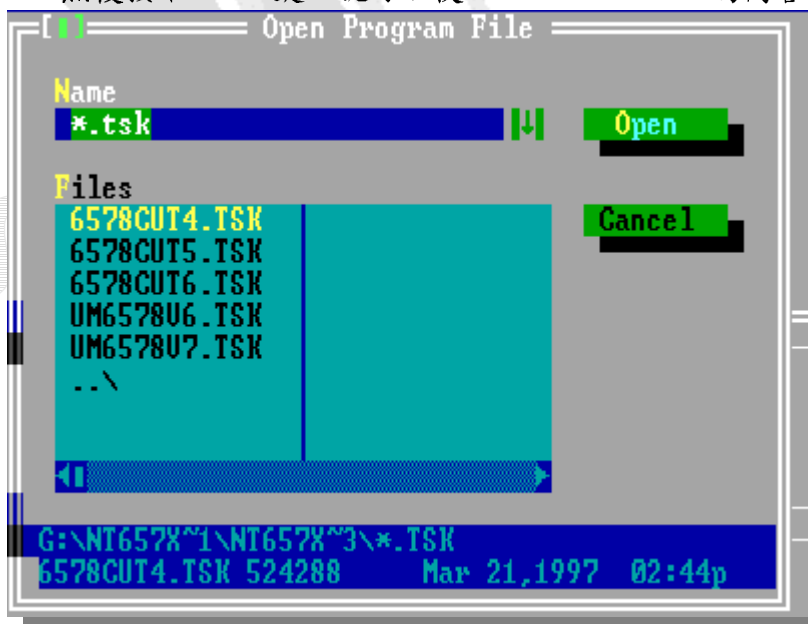 Open Program File
Name
*.tsk
Open
Files
6578CUT4.TSK
6578CUT5.TSK
6578CUT6.TSK
UM6578V6.TSK
UM6578V7.TSK
..\
Cancel
G:\NT657X~1\NT657X~3\*.TSK
6578CUT4.TSK 524288 Mar 21,1997 02:44p